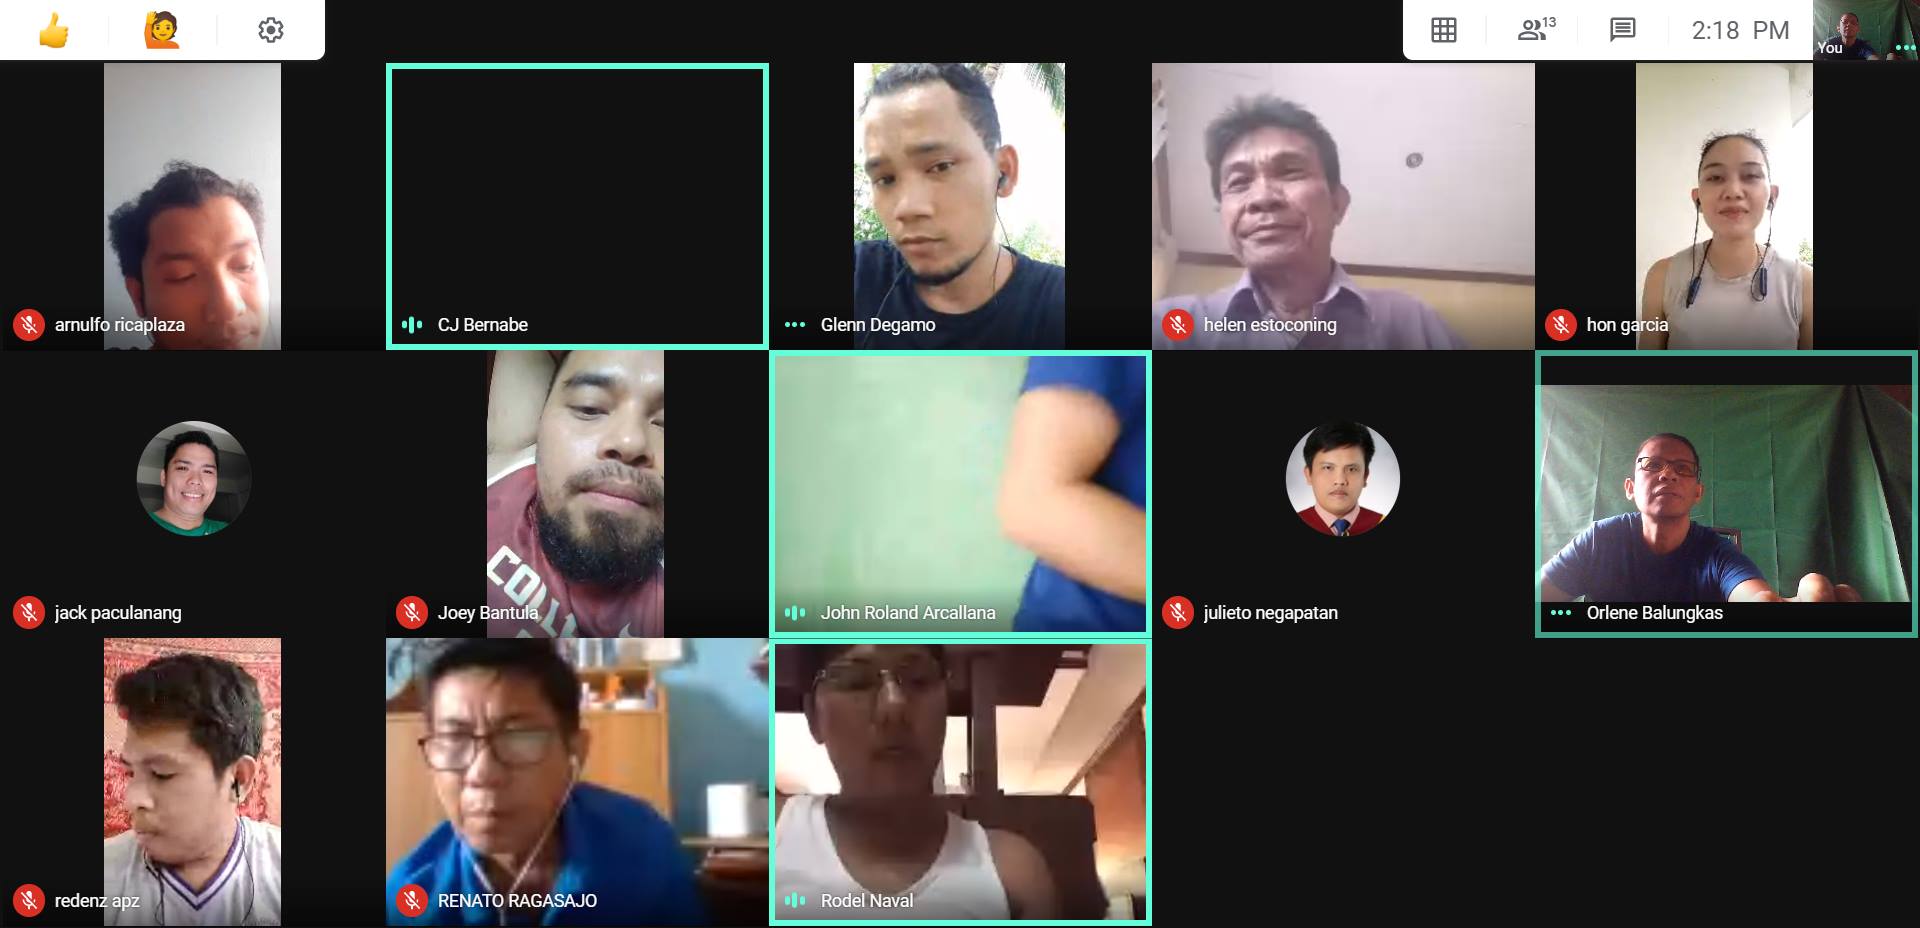 13
2:18 PM
You
arnulfo ricaplaza
CJ Bernabe
Glenn Degamo
helen estoconing
hon garcia
jack paculanang
Joey Bantula
John Roland Arcallana
julieto negapatan
Orlene Balungkas
redenz apz
RENATO RAGASAJO
Rodel Naval